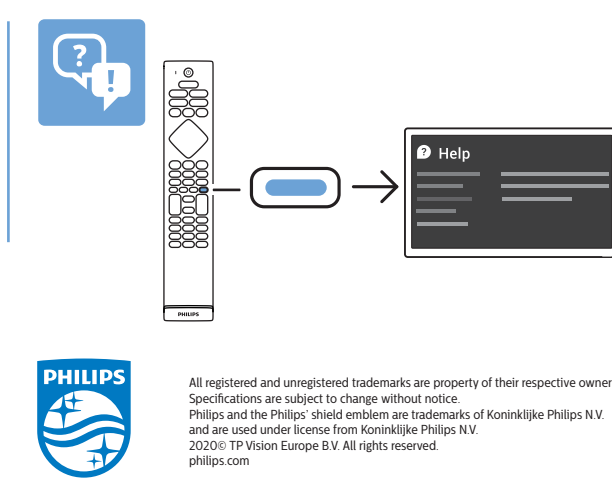 ?
!
? Help
PHILIPS
PHILIPS
All registered and unregistered trademarks are property of their respective owner
Specifications are subject to change without notice.
Philips and the Philips' shield emblem are trademarks of Koninklijke Philips N.V.
and are used under license from Koninklijke Philips N.V.
2020© TP Vision Europe B.V. All rights reserved.
philips.com